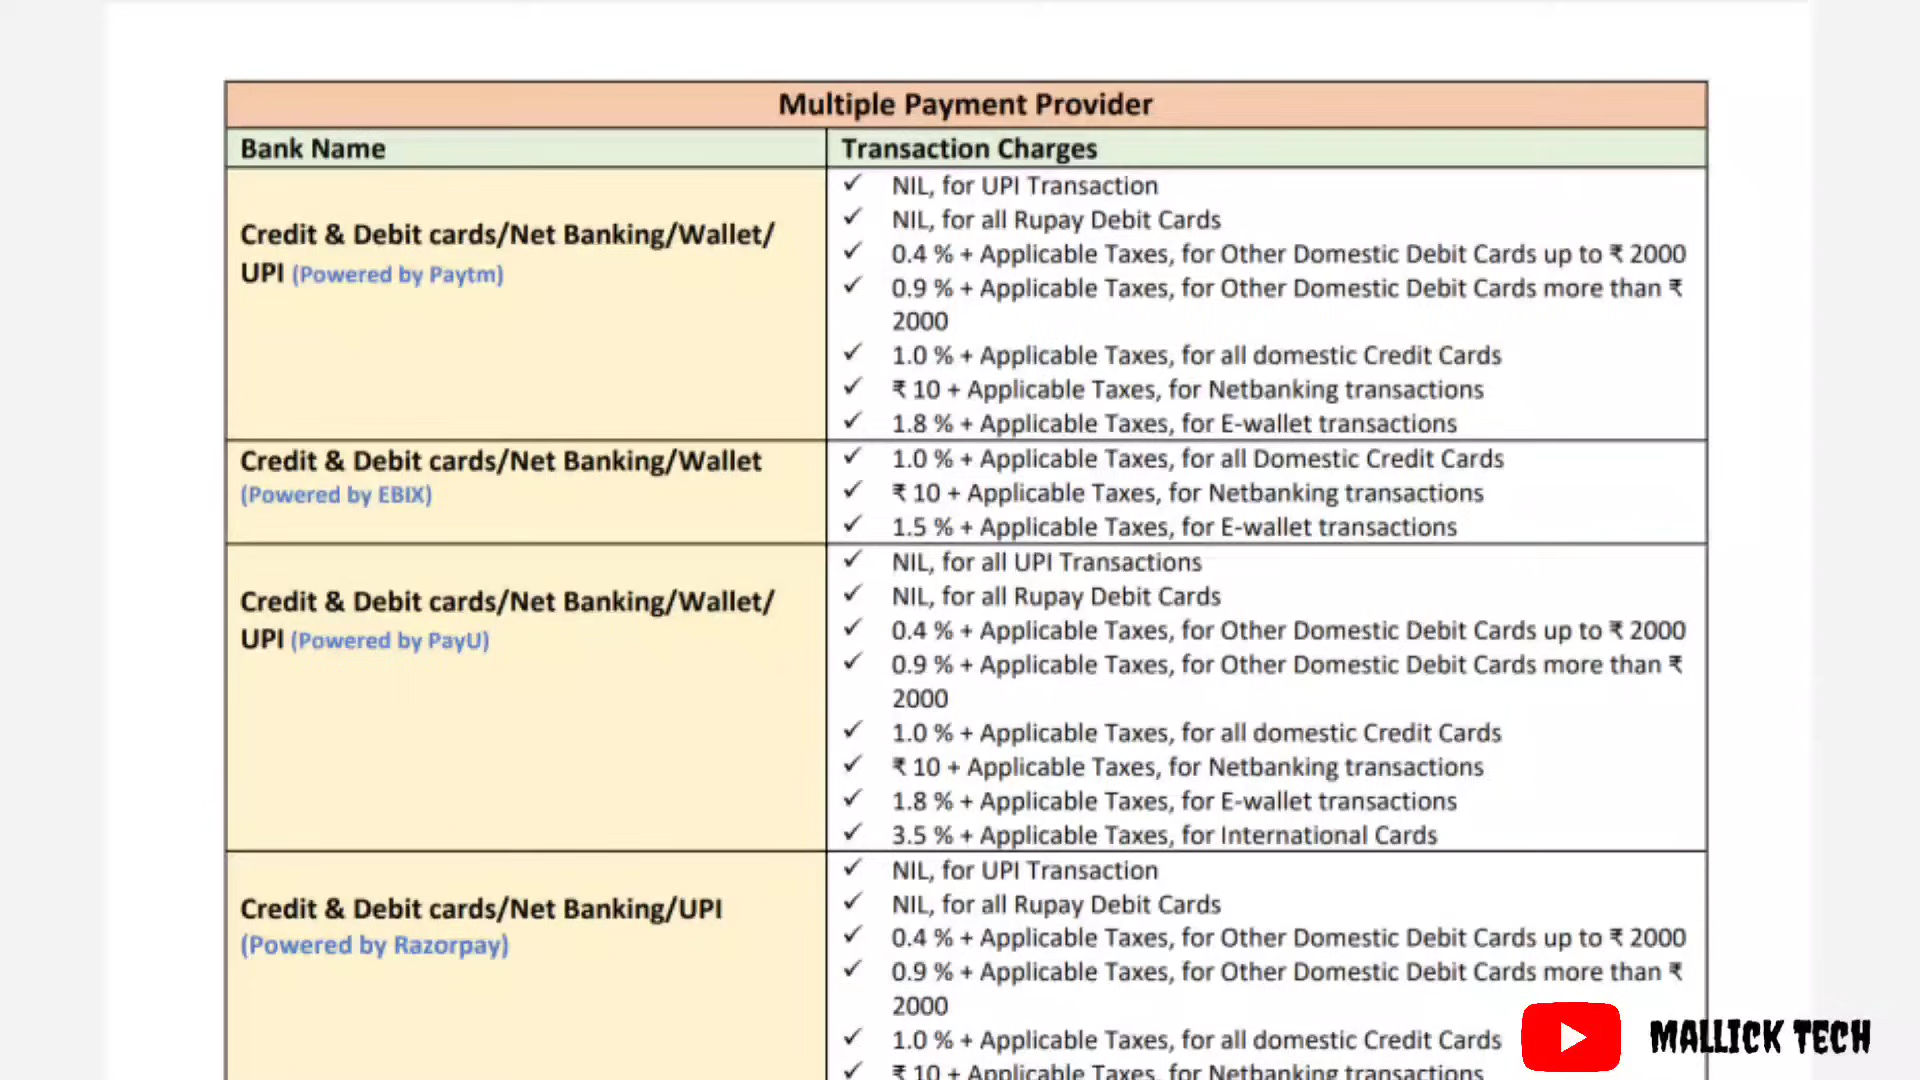 Multiple Payment Provider
Bank Name
Transaction Charges
Credit & Debit cards/Net Banking/Wallet/
UPI (Powered by Paytm)
✓ NIL, for UPI Transaction
✓ NIL, for all Rupay Debit Cards
✓ 0.4 % + Applicable Taxes, for Other Domestic Debit Cards up to ₹ 2000
✓ 0.9 % + Applicable Taxes, for Other Domestic Debit Cards more than ₹
2000
✓ 1.0 % + Applicable Taxes, for all domestic Credit Cards
✓ ₹ 10 + Applicable Taxes, for Netbanking transactions
✓ 1.8 % + Applicable Taxes, for E-wallet transactions
Credit & Debit cards/Net Banking/Wallet
(Powered by EBIX)
✓ 1.0 % + Applicable Taxes, for all Domestic Credit Cards
✓ ₹ 10 + Applicable Taxes, for Netbanking transactions
✓ 1.5 % + Applicable Taxes, for E-wallet transactions
Credit & Debit cards/Net Banking/Wallet/
UPI (Powered by PayU)
✓ NIL, for all UPI Transactions
✓ NIL, for all Rupay Debit Cards
✓ 0.4 % + Applicable Taxes, for Other Domestic Debit Cards up to ₹ 2000
✓ 0.9 % + Applicable Taxes, for Other Domestic Debit Cards more than ₹
2000
✓ 1.0 % + Applicable Taxes, for all domestic Credit Cards
✓ ₹ 10 + Applicable Taxes, for Netbanking transactions
✓ 1.8 % + Applicable Taxes, for E-wallet transactions
✓ 3.5 % + Applicable Taxes, for International Cards
Credit & Debit cards/Net Banking/UPI
(Powered by Razorpay)
✓ NIL, for UPI Transaction
✓ NIL, for all Rupay Debit Cards
✓ 0.4 % + Applicable Taxes, for Other Domestic Debit Cards up to ₹ 2000
✓ 0.9 % + Applicable Taxes, for Other Domestic Debit Cards more than ₹
2000
✓ 1.0 % + Applicable Taxes, for all domestic Credit Cards
✓ ₹ 10 + Applicable Taxes, for Netbanking transactions
MALLICK TECH